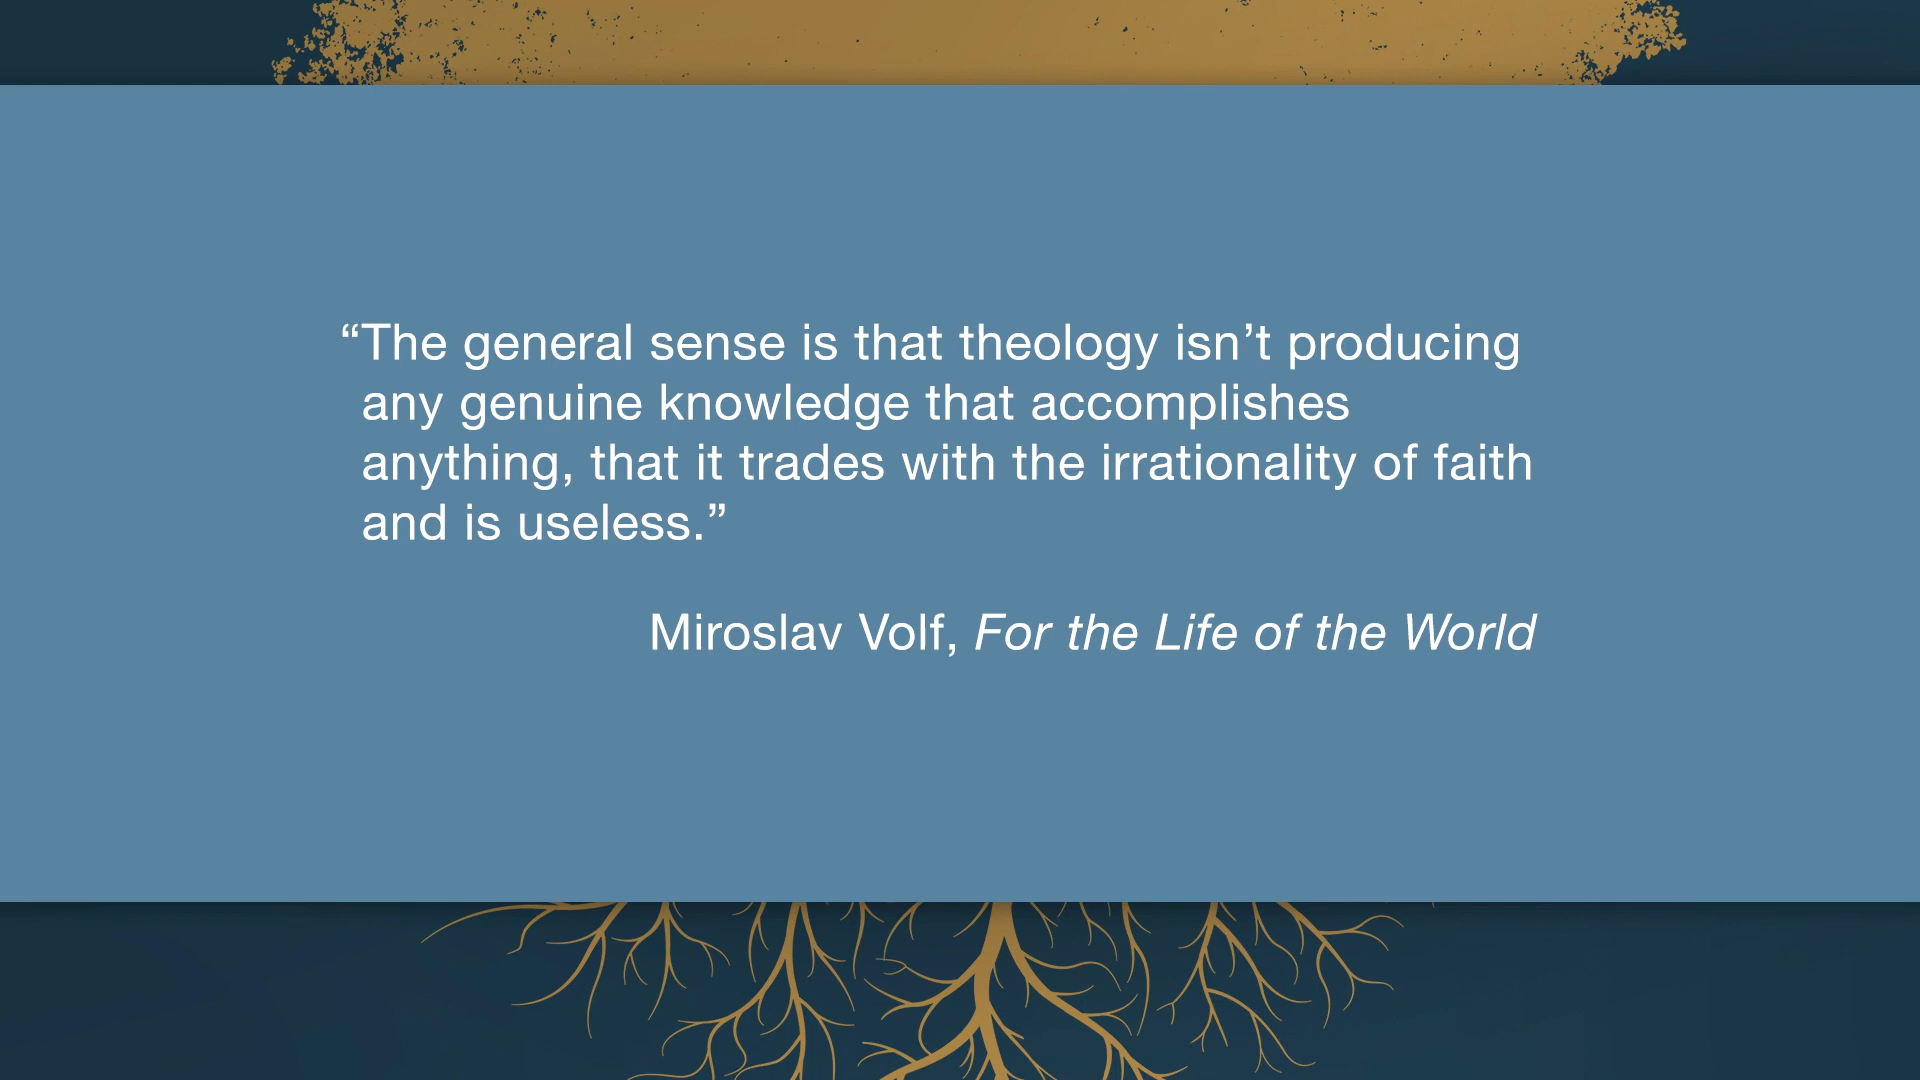 “The general sense is that theology isn’t producing
any genuine knowledge that accomplishes
anything, that it trades with the irrationality of faith
and is useless.”
Miroslav Volf, For the Life of the World